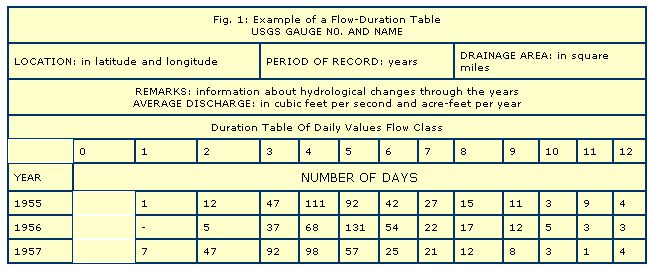 Fig. 1: Example of a Flow-Duration Table
USGS GAUGE NO. AND NAME
LOCATION: in latitude and longitude PERIOD OF RECORD: years DRAINAGE AREA: in square
miles
REMARKS: information about hydrological changes through the years
AVERAGE DISCHARGE: in cubic feet per second and acre-feet per year
Duration Table Of Daily Values Flow Class
0 1 2 3 4 5 6 7 8 9 10 11 12
YEAR NUMBER OF DAYS
1955 1 12 47 111 92 42 27 15 11 3 9 4
1956 - 5 37 68 131 54 22 17 12 5 3 3
1957 7 47 92 98 57 25 21 12 8 3 1 4